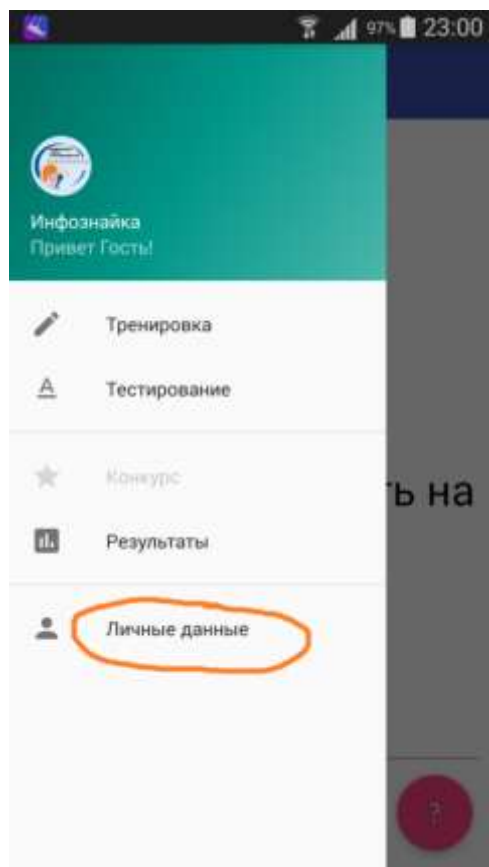 97% 23:00
Инфознайка
Привет Гость!
Тренировка
Тестирование
Конкурс
ть на
Результаты
Личные данные
?